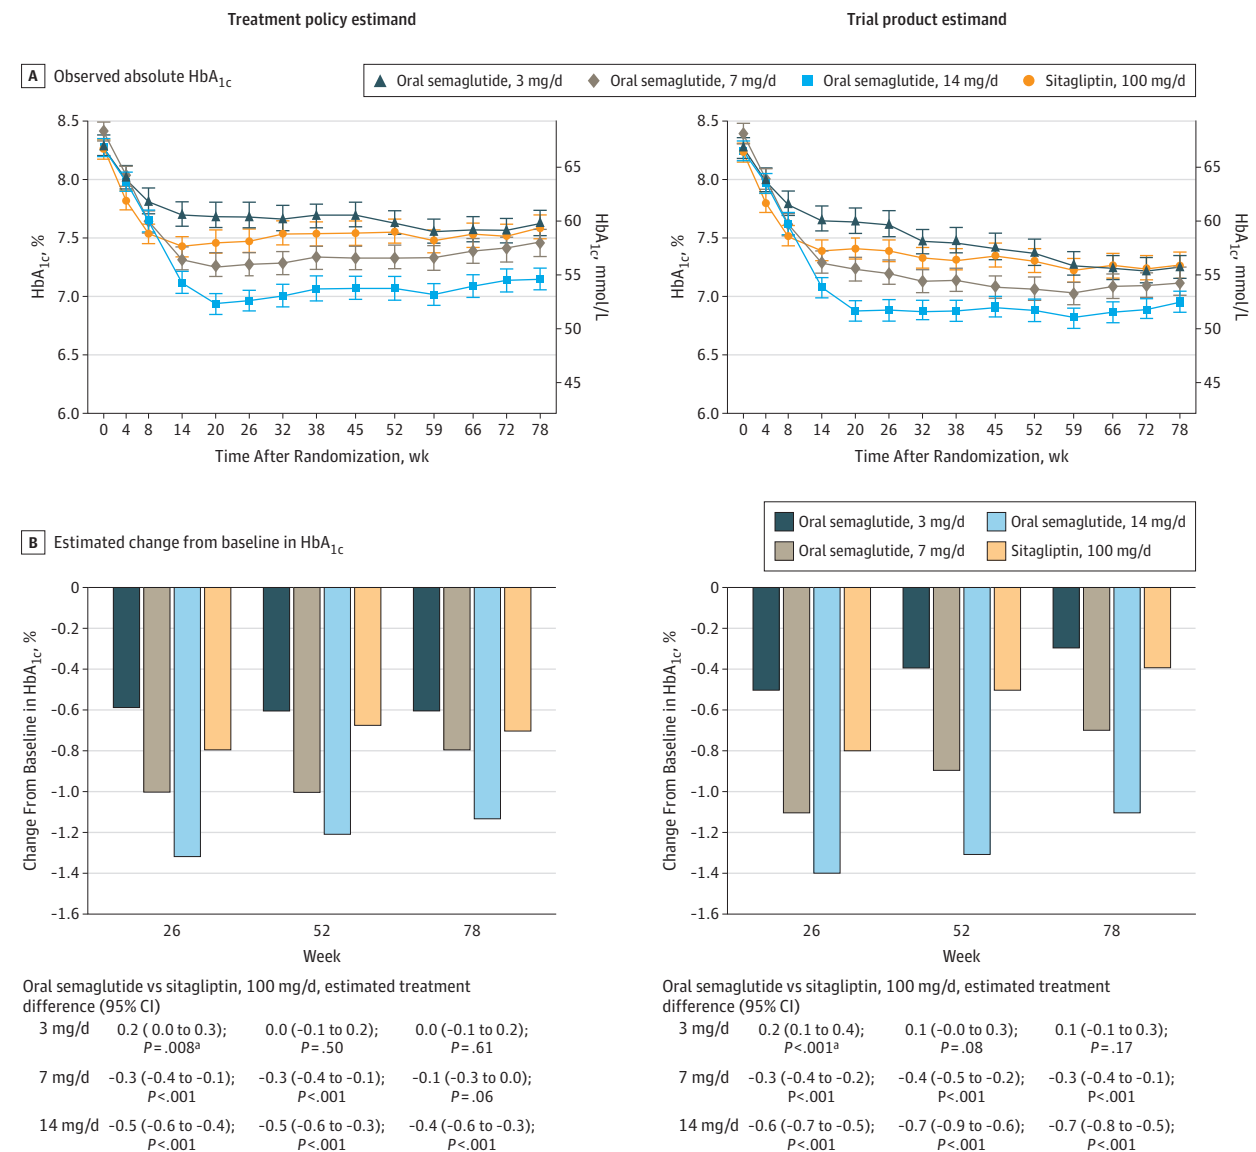 Treatment policy estimand
Trial product estimand
A Observed absolute HbA1c
Oral semaglutide, 3 mg/d Oral semaglutide, 7 mg/d Oral semaglutide, 14 mg/d Sitagliptin, 100 mg/d
8.5
8.0
7.5
7.0
6.5
6.0
HbA1c, %
65
60
55
50
45
HbA1c, mmol/L
0 4 8 14 20 26 32 38 45 52 59 66 72 78
Time After Randomization, wk
8.5
8.0
7.5
7.0
6.5
6.0
HbA1c, %
65
60
55
50
45
HbA1c, mmol/L
0 4 8 14 20 26 32 38 45 52 59 66 72 78
Time After Randomization, wk
B Estimated change from baseline in HbA1c
Oral semaglutide, 3 mg/d Oral semaglutide, 14 mg/d
Oral semaglutide, 7 mg/d Sitagliptin, 100 mg/d
0
-0.2
-0.4
-0.6
-0.8
-1.0
-1.2
-1.4
-1.6
Change From Baseline in HbA1c, %
26 52 78
Week
0
-0.2
-0.4
-0.6
-0.8
-1.0
-1.2
-1.4
-1.6
Change From Baseline in HbA1c, %
26 52 78
Week
Oral semaglutide vs sitagliptin, 100 mg/d, estimated treatment
difference (95% CI)
3 mg/d 0.2 ( 0.0 to 0.3); 0.0 (-0.1 to 0.2); 0.0 (-0.1 to 0.2);
P=.008a P=.50 P=.61
7 mg/d -0.3 (-0.4 to -0.1); -0.3 (-0.4 to -0.1); -0.1 (-0.3 to 0.0);
P<.001 P<.001 P=.06
14 mg/d -0.5 (-0.6 to -0.4); -0.5 (-0.6 to -0.3); -0.4 (-0.6 to -0.3);
P<.001 P<.001 P<.001
Oral semaglutide vs sitagliptin, 100 mg/d, estimated treatment
difference (95% CI)
3 mg/d 0.2 (0.1 to 0.4); 0.1 (-0.0 to 0.3); 0.1 (-0.1 to 0.3);
P<.001a P=.08 P=.17
7 mg/d -0.3 (-0.4 to -0.2); -0.4 (-0.5 to -0.2); -0.3 (-0.4 to -0.1);
P<.001 P<.001 P<.001
14 mg/d -0.6 (-0.7 to -0.5); -0.7 (-0.9 to -0.6); -0.7 (-0.8 to -0.5);
P<.001 P<.001 P<.001